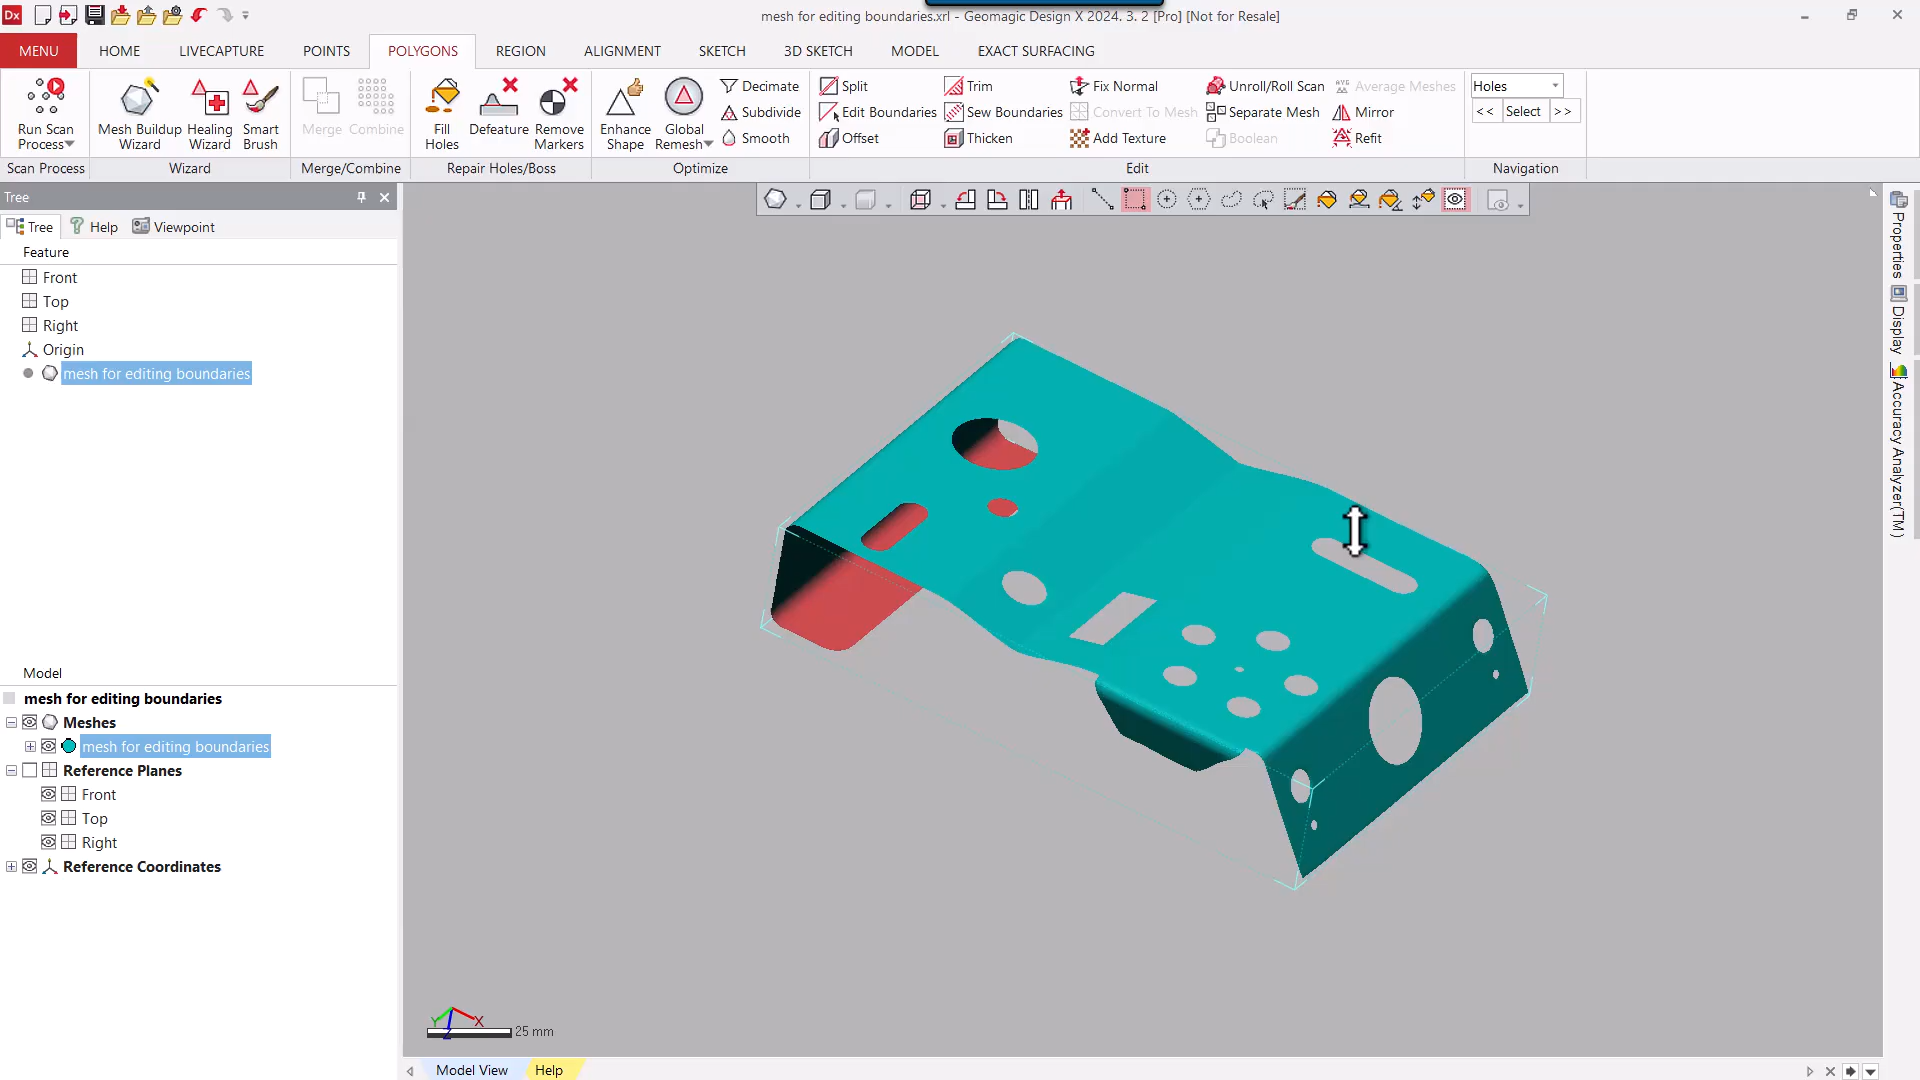 Dx
mesh for editing boundaries.xrl - Geomagic Design X 2024. 3. 2 [Pro] [Not for Resale]
MENU HOME LIVECAPTURE POINTS POLYGONS REGION ALIGNMENT SKETCH 3D SKETCH MODEL EXACT SURFACING
Run Scan Process
Mesh Buildup Wizard
Healing Wizard
Smart Brush
Merge
Combine
Fill Holes
Defeature
Remove Markers
Enhance Shape
Global Remesh
Decimate
Subdivide
Smooth
Split
Edit Boundaries
Offset
Trim
Sew Boundaries
Thicken
Fix Normal
Convert To Mesh
Add Texture
Unroll/Roll Scan
Separate Mesh
Boolean
AVG Average Meshes
Mirror
Refit
Holes
<< Select >>
Scan Process Wizard Merge/Combine Repair Holes/Boss Optimize Edit Navigation
Tree
Tree Help Viewpoint
Feature
Front
Top
Right
Origin
mesh for editing boundaries
Model
mesh for editing boundaries
Meshes
mesh for editing boundaries
Reference Planes
Front
Top
Right
Reference Coordinates
Y X
Z
25 mm
Properties
Display
Accuracy Analyzer(TM)
Model View Help